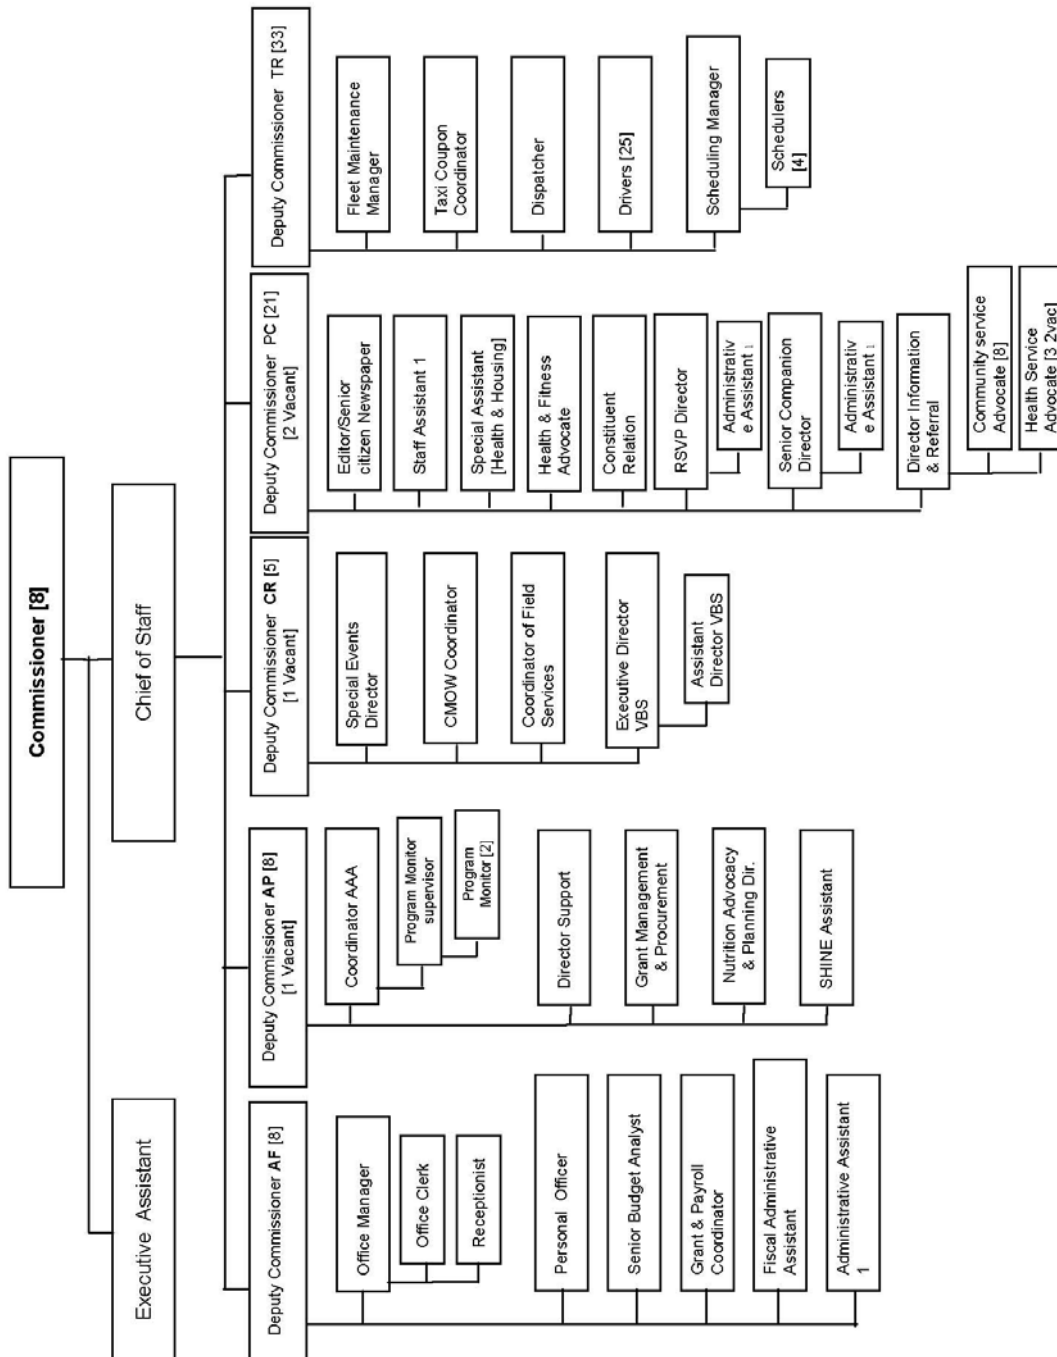 Commissioner [8]
Executive Assistant
Chief of Staff
Deputy Commissioner AF [8]
Office Manager
Office Clerk
Receptionist
Personal Officer
Senior Budget Analyst
Grant & Payroll
Coordinator
Fiscal Administrative
Assistant
Administrative Assistant
1
Deputy Commissioner AP [8]
[1 Vacant]
Coordinator AAA
Program Monitor
supervisor
Program
Monitor [2]
Director Support
Grant Management
& Procurement
Nutrition Advocacy
& Planning Dir.
SHINE Assistant
Deputy Commissioner CR [5]
[1 Vacant]
Special Events
Director
CMOW Coordinator
Coordinator of Field
Services
Executive Director
VBS
Assistant
Director VBS
Deputy Commissioner PC [21]
[2 Vacant]
Editor/Senior
citizen Newspaper
Staff Assistant 1
Special Assistant
[Health & Housing]
Health & Fitness
Advocate
Constituent
Relation
RSVP Director
Administrativ
e Assistant 1
Senior Companion
Director
Administrativ
e Assistant 1
Director Information
& Referral
Community service
Advocate [8]
Health Service
Advocate [3 2vac]
Deputy Commissioner TR [33]
Fleet Maintenance
Manager
Taxi Coupon
Coordinator
Dispatcher
Drivers [25]
Scheduling Manager
Schedulers
[4]